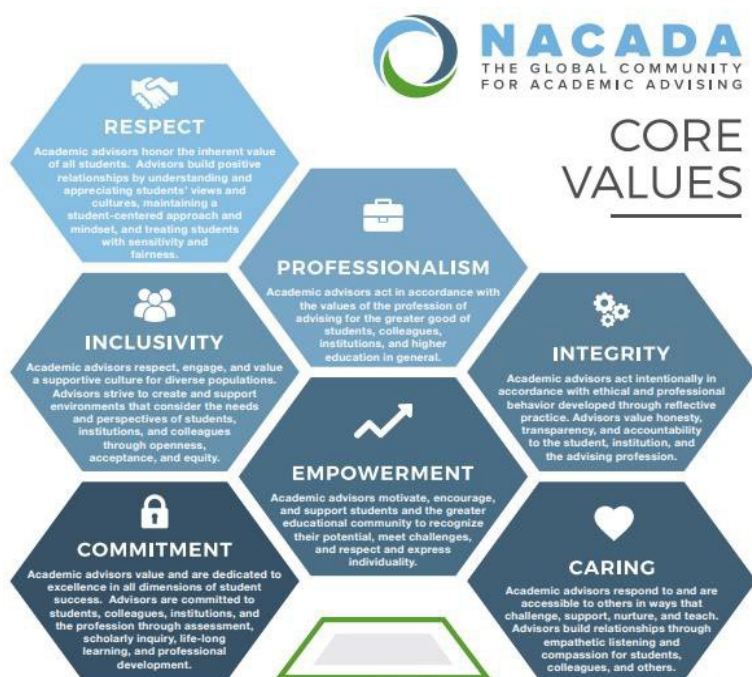 NACADA
THE GLOBAL COMMUNITY
FOR ACADEMIC ADVISING
CORE
VALUES
RESPECT
Academic advisors honor the inherent value
of all students. Advisors build positive
relationships by understanding and
appreciating students' views and
cultures, maintaining a
student-centered approach and
mindset, and treating students
with sensitivity and
fairness.
PROFESSIONALISM
Academic advisors act in accordance with
the values of the profession of
advising for the greater good of
students, colleagues,
institutions, and higher
education in general.
INCLUSIVITY
Academic advisors respect, engage, and value
a supportive culture for diverse populations.
Advisors strive to create and support
environments that consider the needs
and perspectives of students,
institutions, and colleagues
through openness,
acceptance, and equity.
INTEGRITY
Academic advisors act intentionally in
accordance with ethical and professional
behavior developed through reflective
practice. Advisors value honesty,
transparency, and accountability
to the student, institution, and
the advising profession.
EMPOWERMENT
Academic advisors motivate, encourage,
and support students and the greater
educational community to recognize
their potential, meet challenges,
and respect and express
individuality.
COMMITMENT
Academic advisors value and are dedicated to
excellence in all dimensions of student
success. Advisors are committed to
students, colleagues, institutions, and
the profession through assessment,
scholarly inquiry, life-long
learning, and professional
development.
CARING
Academic advisors respond to and are
accessible to others in ways that
challenge, support, nurture, and teach.
Advisors build relationships through
empathetic listening and
compassion for students,
colleagues, and others.